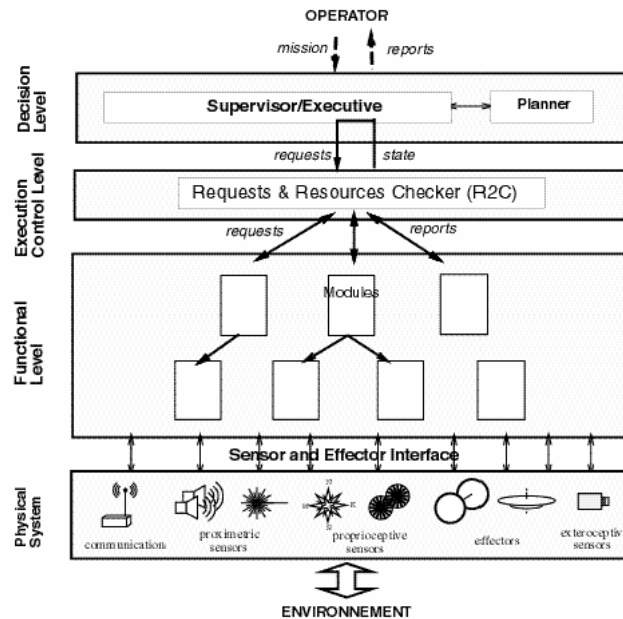 OPERATOR
mission
reports
Decision
Level
Supervisor/Executive
Planner
requests
state
Execution
Control Level
Requests & Resources Checker (R2C)
requests
reports
Functional
Level
Modules
Sensor and Effector Interface
Physical
System
N
W
E
S
communication
proximetric
sensors
proprioceptive
sensors
effectors
exteroceptiv
sensors
ENVIRONNEMENT